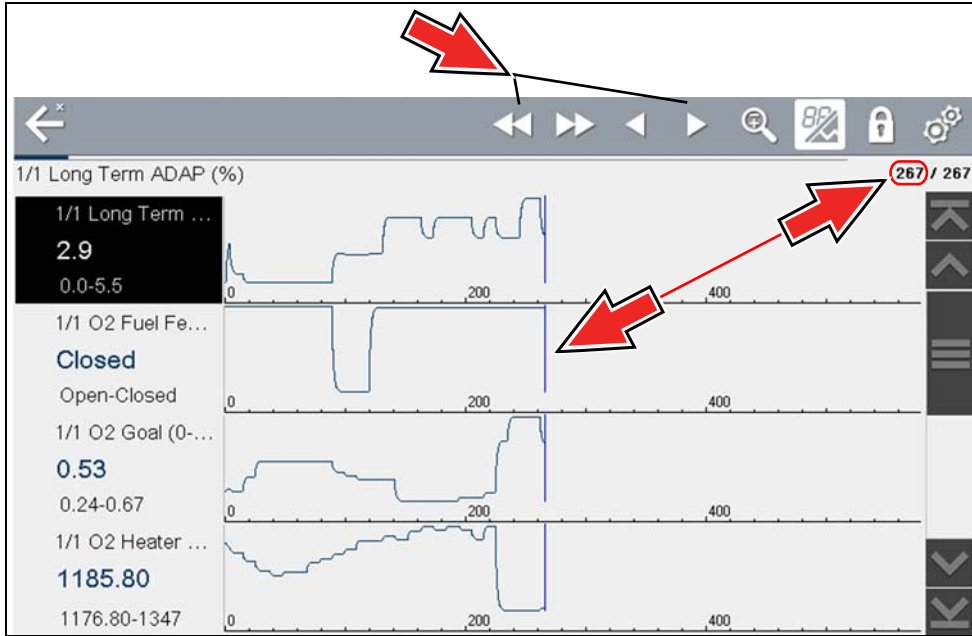 1/1 Long Term ADAP (%)
267 / 267
1/1 Long Term ...
2.9
0.0-5.5
0 200 400
1/1 O2 Fuel Fe...
Closed
Open-Closed
0 200 400
1/1 O2 Goal (0-...
0.53
0.24-0.67
0 200 400
1/1 O2 Heater ...
1185.80
1176.80-1347
0 200 400